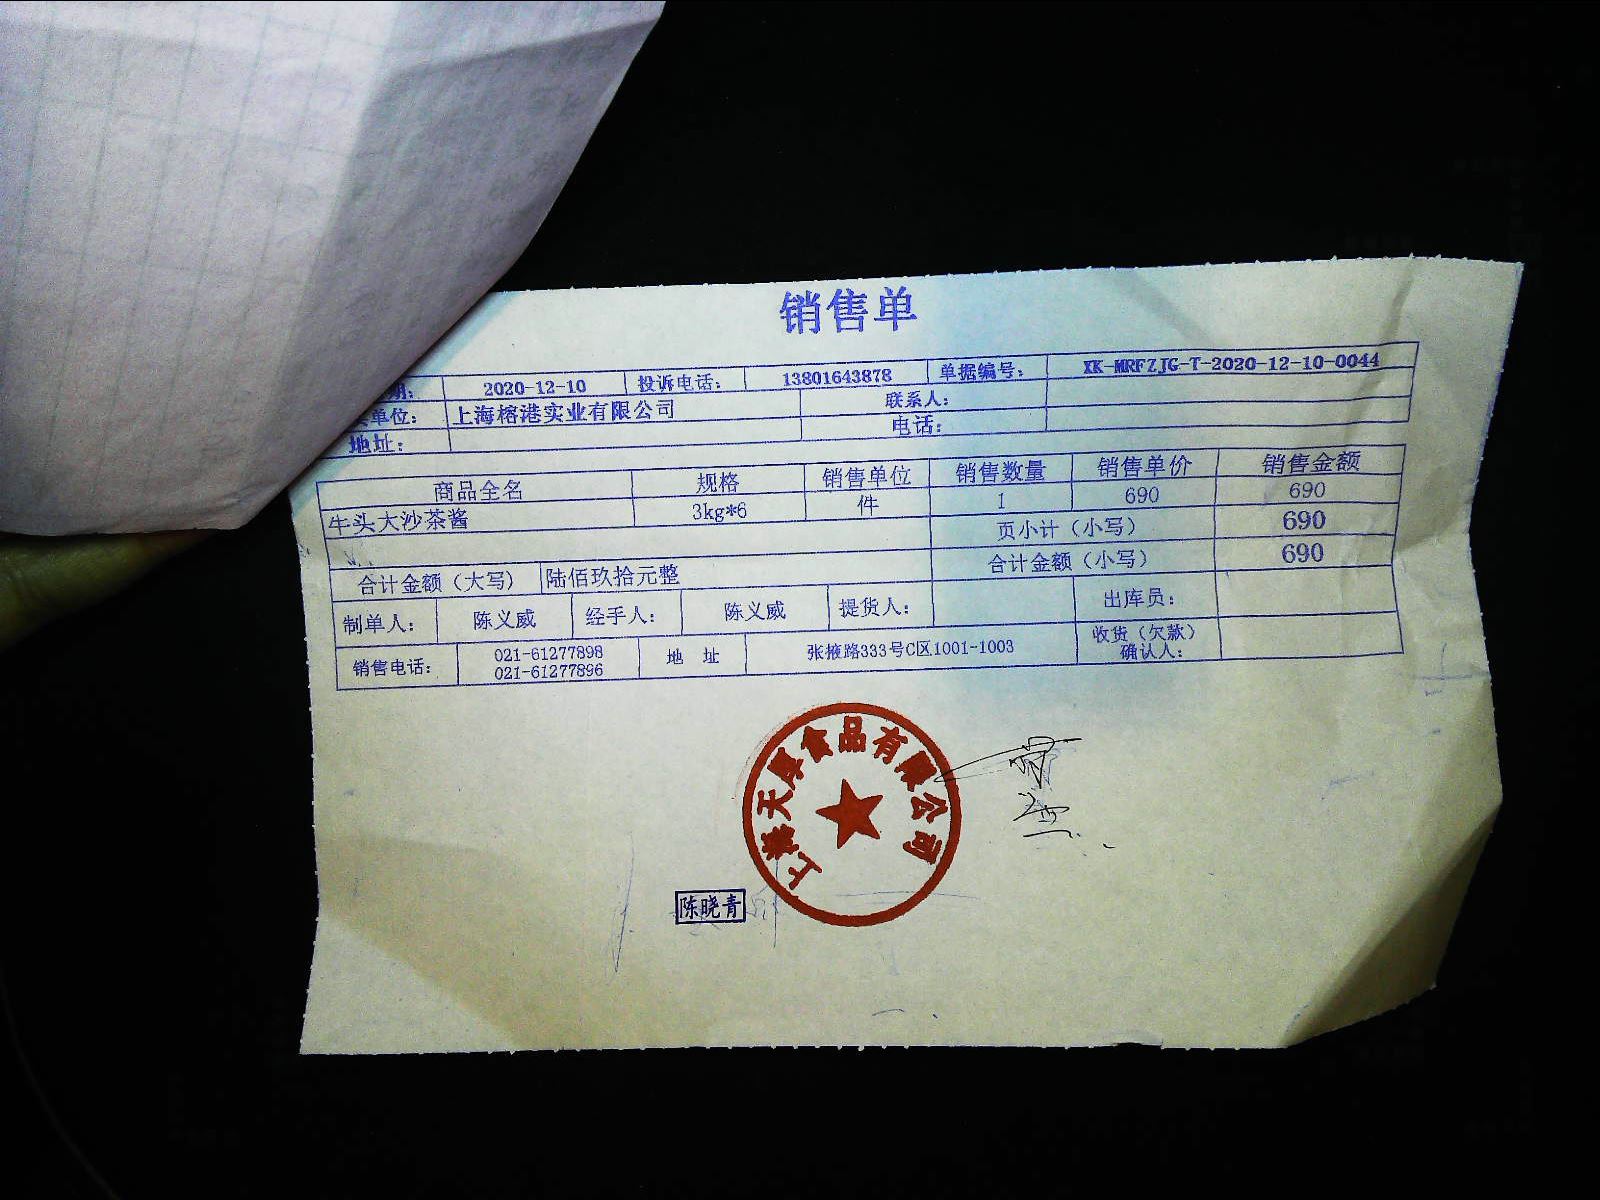 销售单
期: 2020-12-10 投诉电话: 13801643878 单据编号: XK-MRFZJG-T-2020-12-10-0044
单位: 上海榕港实业有限公司 联系人:
地址: 电话:
商品全名 规格 销售单位 销售数量 销售单价 销售金额
牛头大沙茶酱 3kg*6 件 1 690 690
页小计（小写） 690
合计金额（大写） 陆佰玖拾元整 合计金额（小写） 690
制单人: 陈义威 经手人: 陈义威 提货人: 出库员:
销售电话: 021-61277898 021-61277896 地 址 张掖路333号C区1001-1003 收货（欠款）确认人:
上海天厚食品有限公司
陈晓青